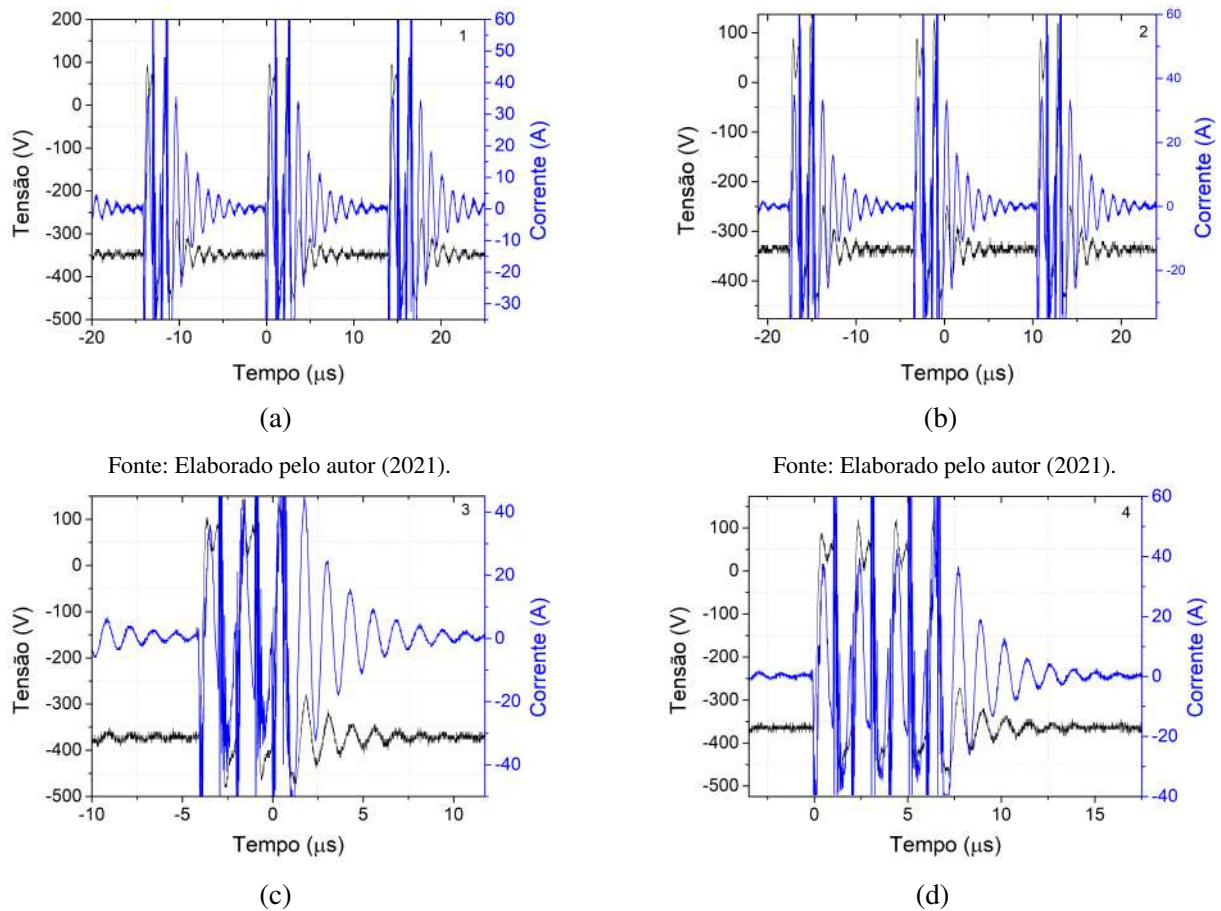 200
100
0
-100
-200
-300
-400
-500
Tensão (V)
1
60
50
40
30
20
10
0
-10
-20
-30
Corrente (A)
-20 -10 0 10 20
Tempo (μs)
(a)
100
0
-100
-200
-300
-400
Tensão (V)
2
60
40
20
0
-20
Corrente (A)
-20 -10 0 10 20
Tempo (μs)
(b)
Fonte: Elaborado pelo autor (2021).
Fonte: Elaborado pelo autor (2021).
100
0
-100
-200
-300
-400
-500
Tensão (V)
3
40
20
0
-20
-40
Corrente (A)
-10 -5 0 5 10
Tempo (μs)
(c)
100
0
-100
-200
-300
-400
-500
Tensão (V)
4
60
40
20
0
-20
-40
Corrente (A)
0 5 10 15
Tempo (μs)
(d)